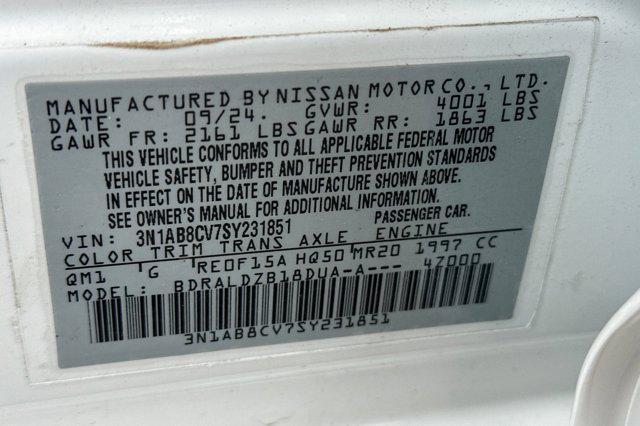 MANUFACTURED BY NISSAN MOTOR CO., LTD.
DATE: 09/24. GVWR: 4001 LBS
GAWR FR: 2161 LBS GAWR RR: 1863 LBS
THIS VEHICLE CONFORMS TO ALL APPLICABLE FEDERAL MOTOR
VEHICLE SAFETY, BUMPER AND THEFT PREVENTION STANDARDS
IN EFFECT ON THE DATE OF MANUFACTURE SHOWN ABOVE.
SEE OWNER'S MANUAL FOR ADDITIONAL INFORMATION.
VIN: 3N1AB8CV7SY231851 PASSENGER CAR.
COLOR TRIM TRANS AXLE ENGINE
QM1 G RE0F15A HQ50 MR20 1997 CC
MODEL: BDRALDZB18DUA-A--- 47000
3N1AB8CV7SY231851